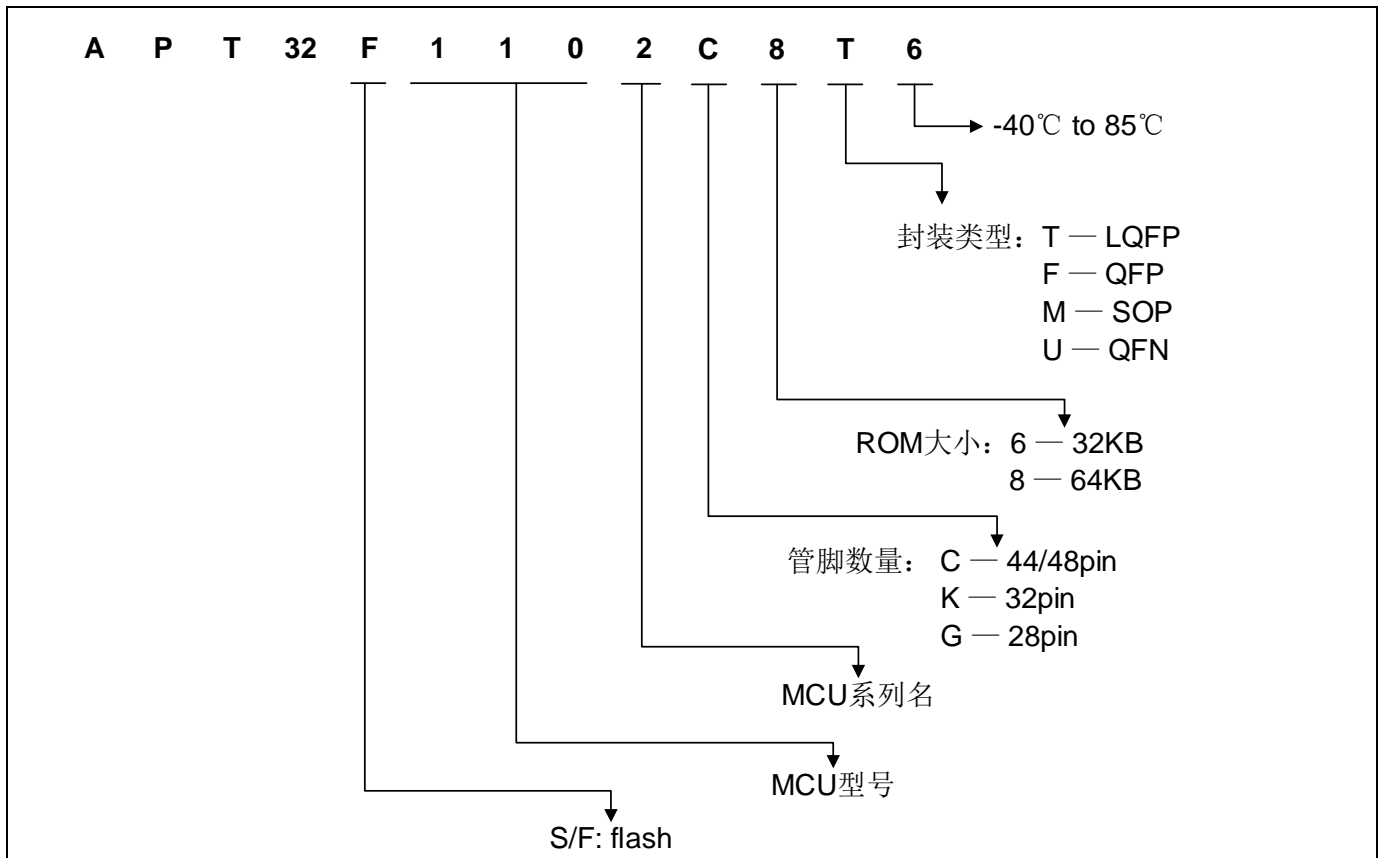 A P T 32 F 1 1 0 2 C 8 T 6
-40℃ to 85℃
封装类型：T — LQFP
F — QFP
M — SOP
U — QFN
ROM大小：6 — 32KB
8 — 64KB
管脚数量： C — 44/48pin
K — 32pin
G — 28pin
MCU系列名
MCU型号
S/F: flash